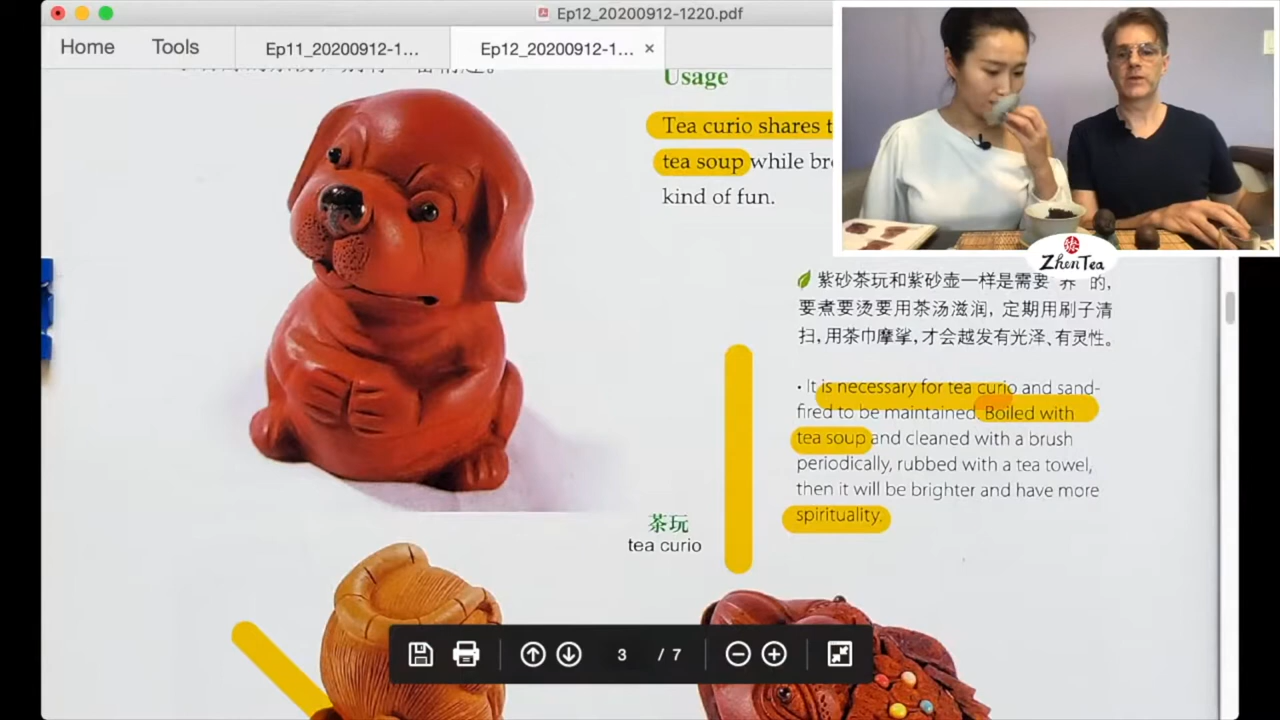 Ep12_20200912-1220.pdf
Home
Tools
Ep11_20200912-1...
Ep12_20200912-1... ×
Usage
Tea curio shares
tea soup while
kind of fun.
ZhenTea
紫砂茶玩和紫砂壶一样是需要“养”的,
要煮要烫要用茶汤滋润, 定期用刷子清
扫, 用茶巾摩挲, 才会越发有光泽、有灵性。
• It is necessary for tea curio and sand-
fired to be maintained. Boiled with
tea soup and cleaned with a brush
periodically, rubbed with a tea towel,
then it will be brighter and have more
spirituality.
茶玩
tea curio
3 / 7